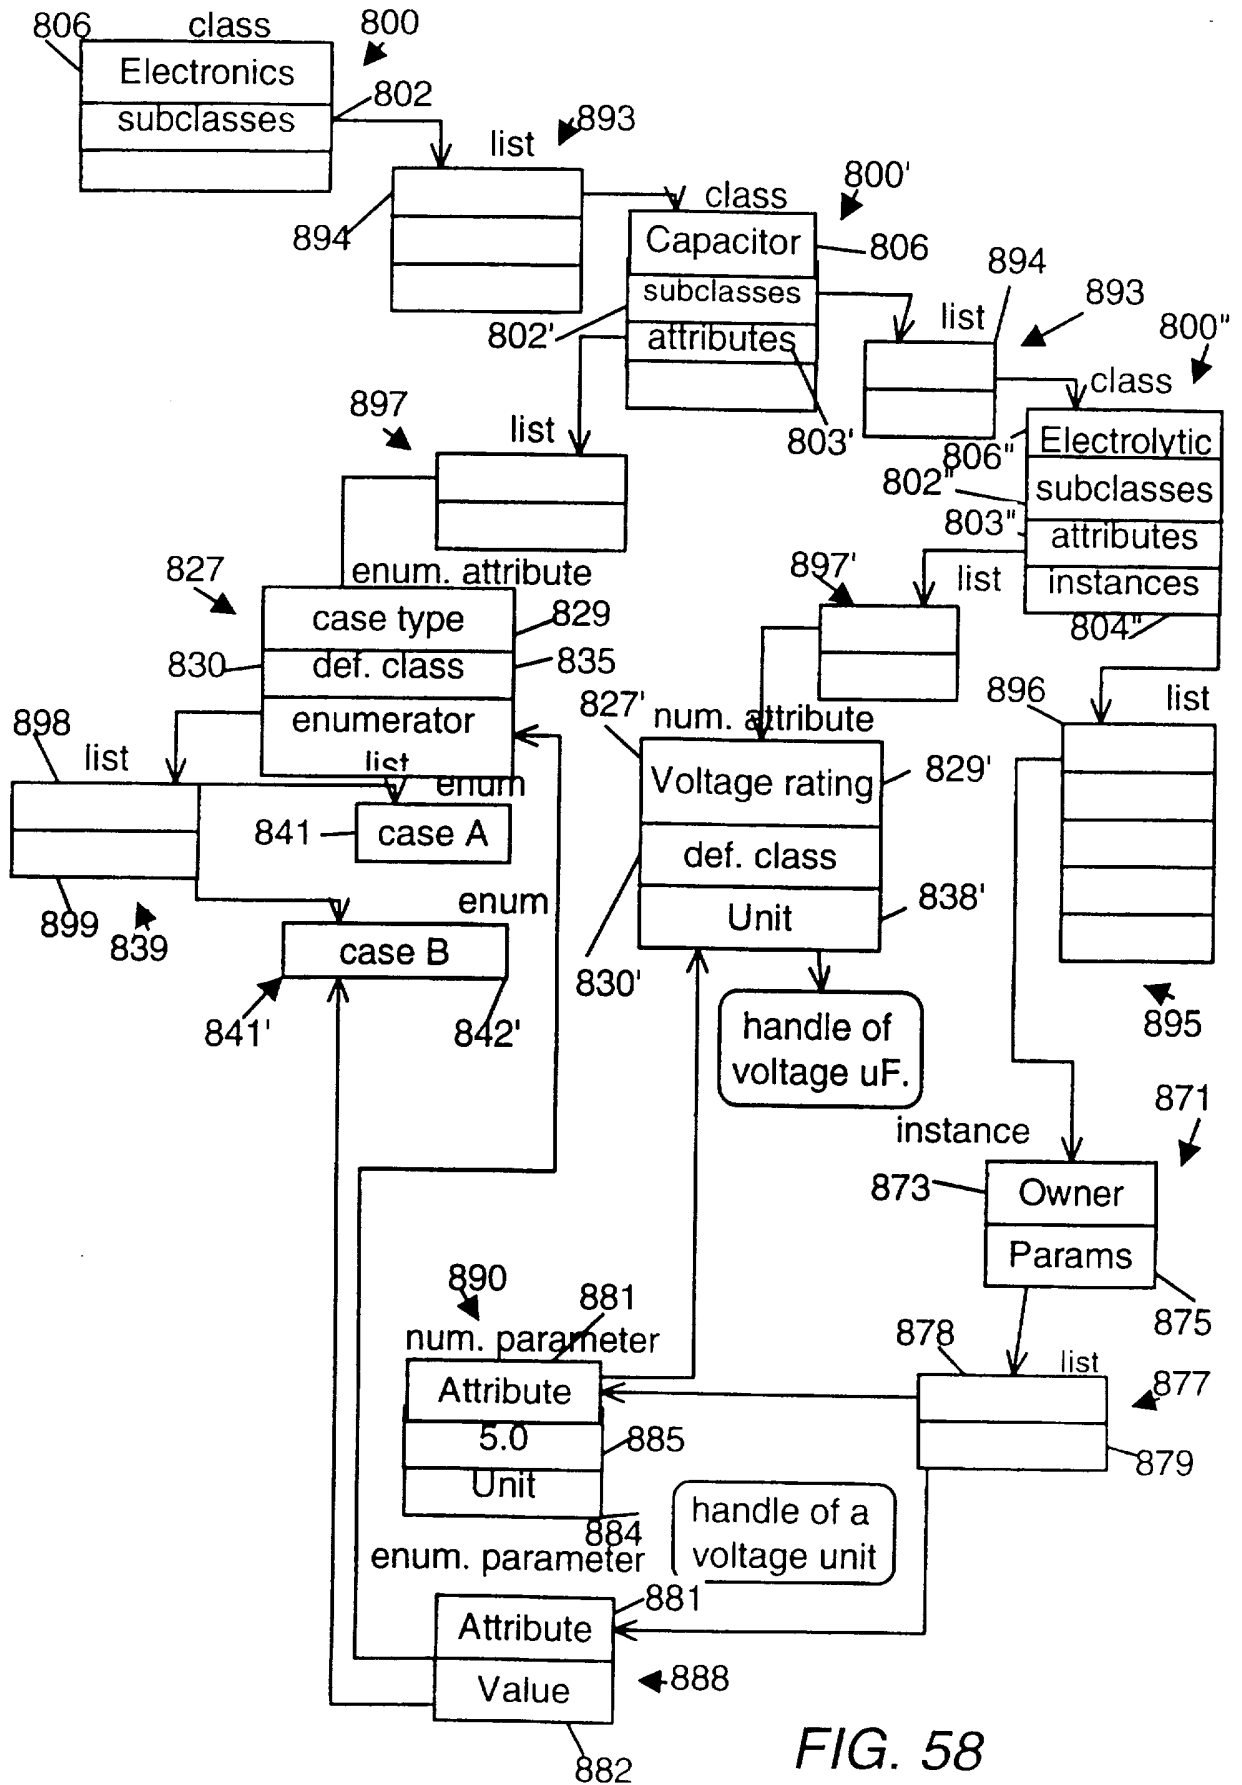 806
class
800
Electronics
802
subclasses
list
893
894
class
800'
Capacitor
806
subclasses
802'
attributes
803'
894
893
list
800"
class
806"
Electrolytic
802"
subclasses
803"
attributes
instances
804"
897
list
827
enum. attribute
case type
829
830
def. class
835
enumerator
898
list
list
enum
841
case A
899
839
enum
case B
841'
842'
897'
list
827'
num. attribute
Voltage rating
829'
def. class
Unit
838'
830'
handle of
voltage uF.
896
list
895
871
instance
873
Owner
Params
875
890
881
num. parameter
Attribute
5.0
885
Unit
884
878
list
877
879
handle of a
voltage unit
enum. parameter
881
Attribute
Value
888
882
FIG. 58